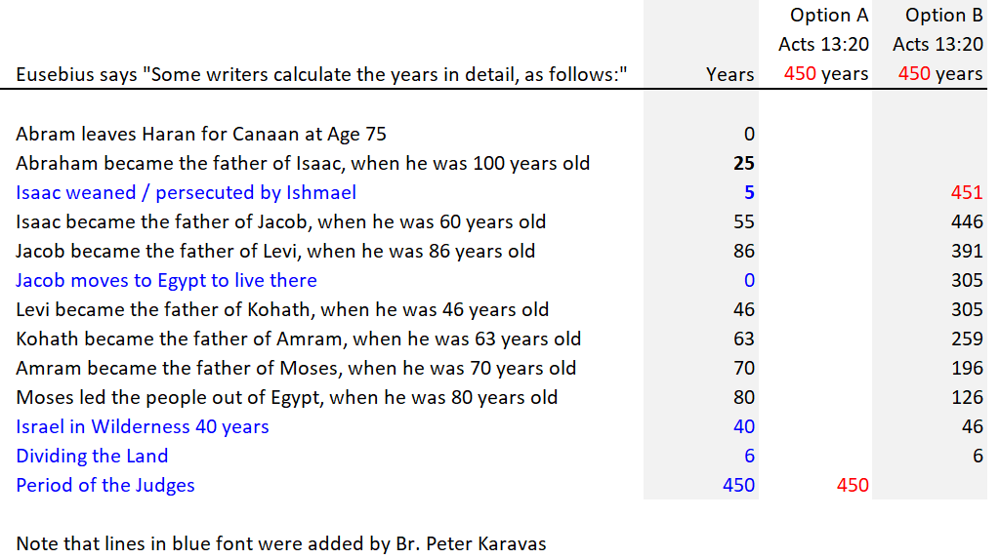 Option A Option B
Acts 13:20 Acts 13:20
Eusebius says "Some writers calculate the years in detail, as follows:" Years 450 years 450 years
Abram leaves Haran for Canaan at Age 75 0
Abraham became the father of Isaac, when he was 100 years old 25
Isaac weaned / persecuted by Ishmael 5 451
Isaac became the father of Jacob, when he was 60 years old 55 446
Jacob became the father of Levi, when he was 86 years old 86 391
Jacob moves to Egypt to live there 0 305
Levi became the father of Kohath, when he was 46 years old 46 305
Kohath became the father of Amram, when he was 63 years old 63 259
Amram became the father of Moses, when he was 70 years old 70 196
Moses led the people out of Egypt, when he was 80 years old 80 126
Israel in Wilderness 40 years 40 46
Dividing the Land 6 6
Period of the Judges 450 450
Note that lines in blue font were added by Br. Peter Karavas